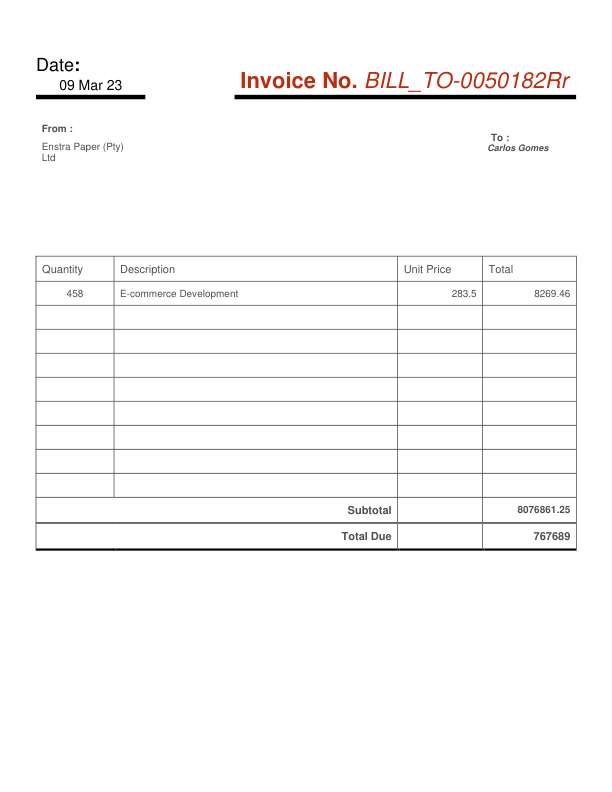 Date:
09 Mar 23
Invoice No. BILL_TO-0050182Rr
From :
Enstra Paper (Pty)
Ltd
To :
Carlos Gomes
Quantity Description Unit Price Total
458 E-commerce Development 283.5 8269.46
Subtotal 8076861.25
Total Due 767689